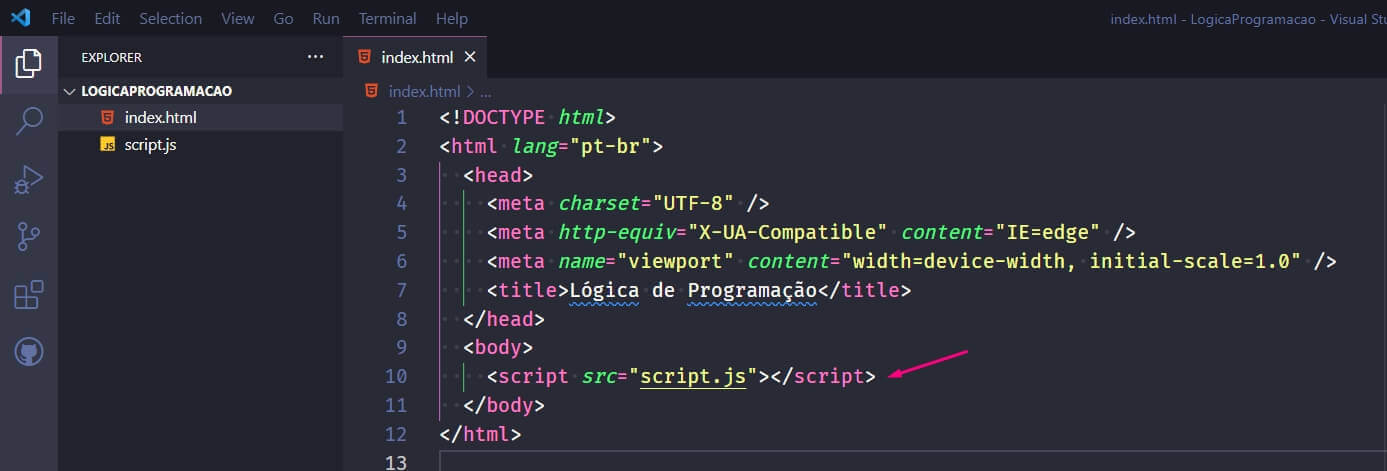 File Edit Selection View Go Run Terminal Help index.html - LogicaProgramacao - Visual Stu
EXPLORER ... index.html ×
LOGICAPROGRAMACAO
index.html
JS script.js
index.html > ...
1 <!DOCTYPE html>
2 <html lang="pt-br">
3 <head>
4 <meta charset="UTF-8" />
5 <meta http-equiv="X-UA-Compatible" content="IE=edge" />
6 <meta name="viewport" content="width=device-width, initial-scale=1.0" />
7 <title>Lógica de Programação</title>
8 </head>
9 <body>
10 <script src="script.js"></script>
11 </body>
12 </html>
13